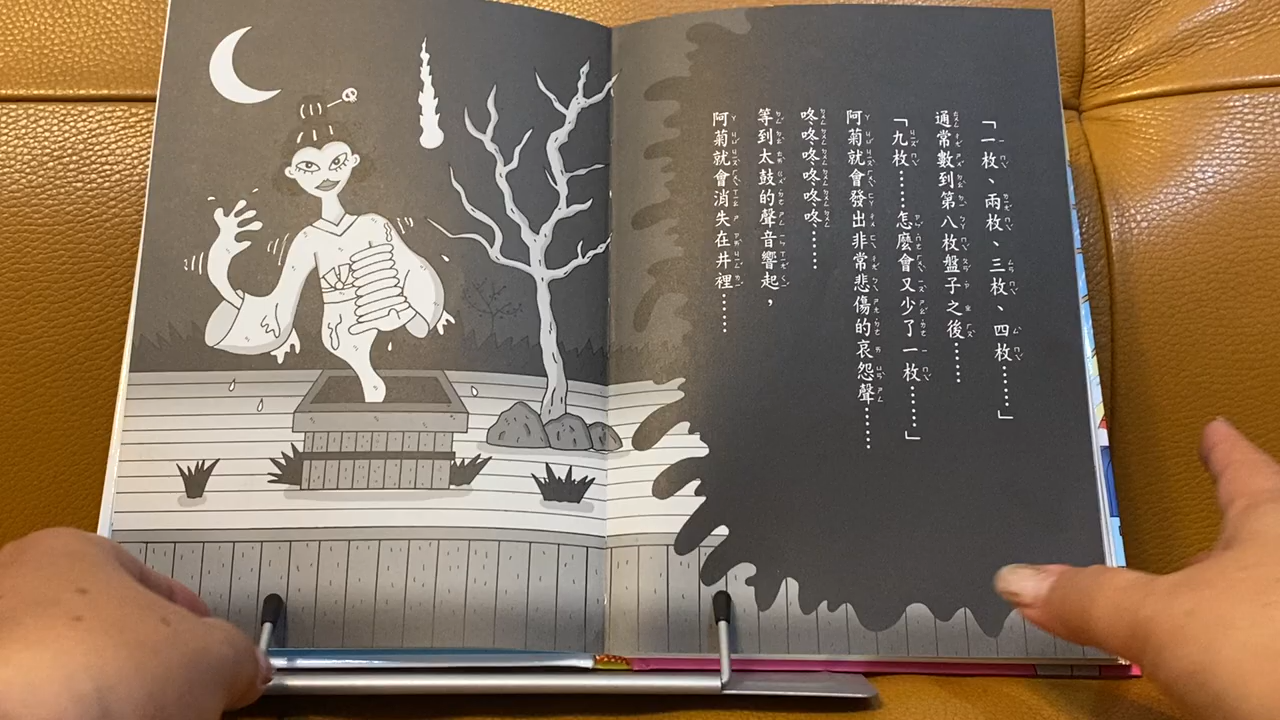 「一枚、兩枚、三枚、四枚……」
通常數到第八枚盤子之後……
「九枚……怎麼會又少了一枚……」
阿菊就會發出非常悲傷的哀怨聲……
咚、咚、咚、咚、咚……
等到太鼓的聲音響起，
阿菊就會消失在井裡……